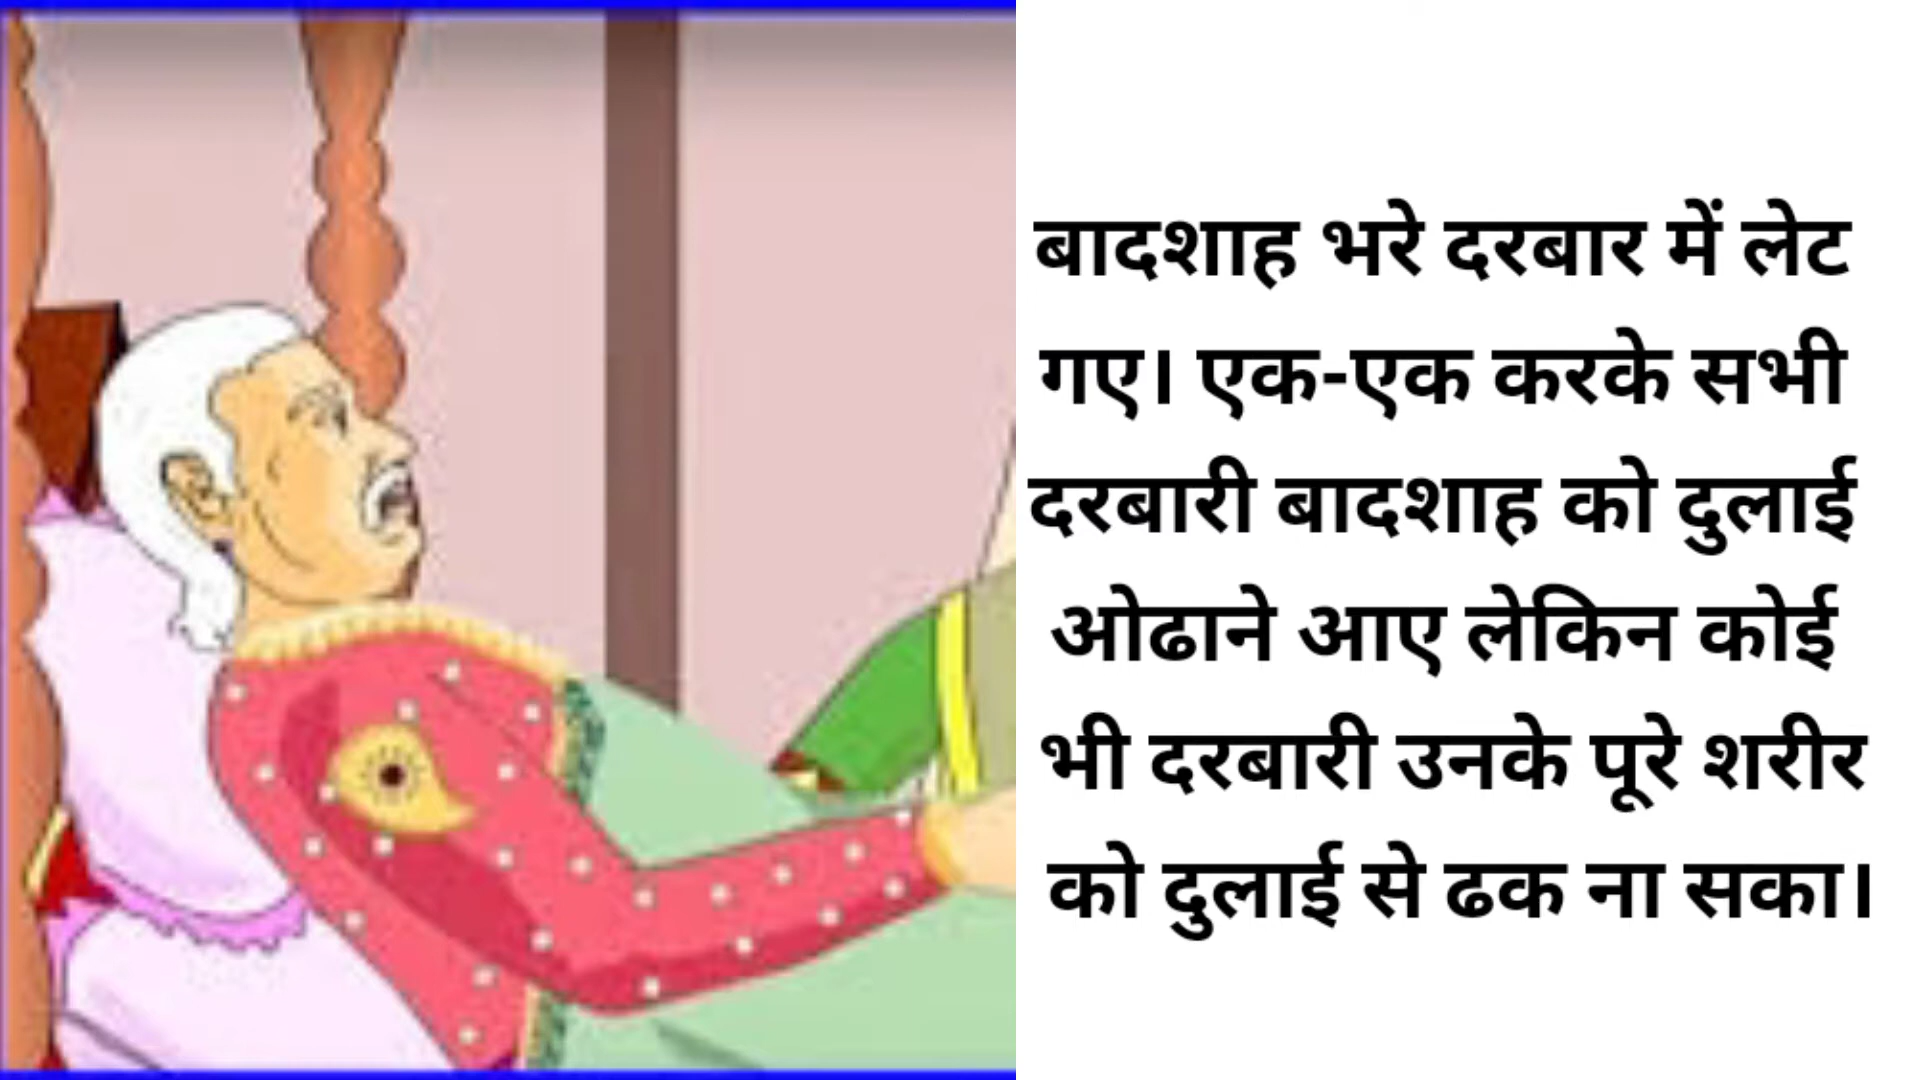 बादशाह भरे दरबार में लेट
गए। एक-एक करके सभी
दरबारी बादशाह को दुलाई
ओढाने आए लेकिन कोई
भी दरबारी उनके पूरे शरीर
को दुलाई से ढक ना सका।